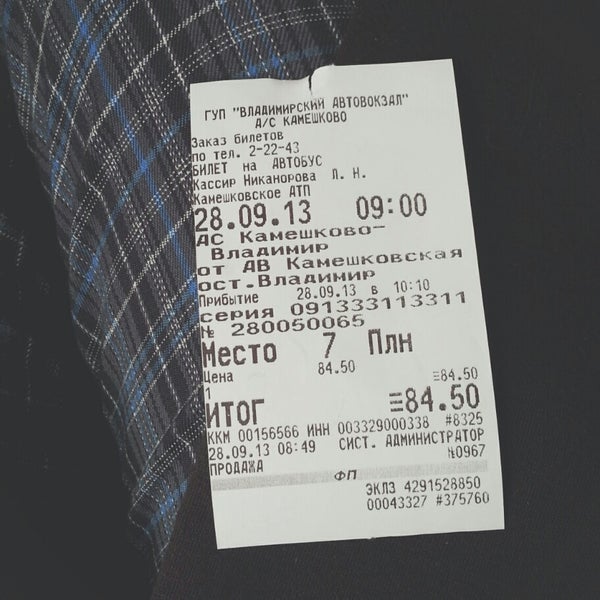 ГУП "ВЛАДИМИРСКИЙ АВТОВОКЗАЛ"
А/С КАМЕШКОВО
Заказ билетов
по тел. 2-22-43
БИЛЕТ на АВТОБУС
Кассир Никанорова Л. Н.
Камешковское АТП
28.09.13 09:00
АС Камешково-
Владимир
от АВ Камешковская
ост.Владимир
Прибытие 28.09.13 в 10:10
серия 091333113311
№ 280050065
Место 7 Плн
Цена 84.50
1 ≡84.50
ИТОГ ≡84.50
ККМ 00156566 ИНН 003329000338 #8325
28.09.13 08:49 СИСТ. АДМИНИСТРАТОР
ПРОДАЖА №0967
ФП
ЭКЛЗ 4291528850
00043327 #375760